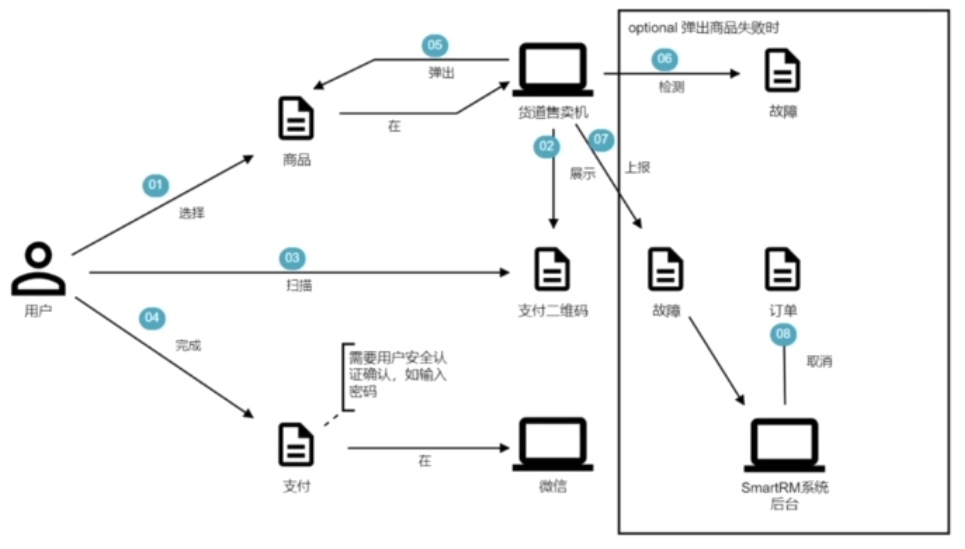 optional 弹出商品失败时
05
弹出
06
检测
故障
货道售卖机
在
商品
02
展示
07
上报
01
选择
03
扫描
用户
支付二维码
故障
订单
04
完成
08
取消
需要用户安全认
证确认，如输入
密码
在
支付
微信
SmartRM系统
后台